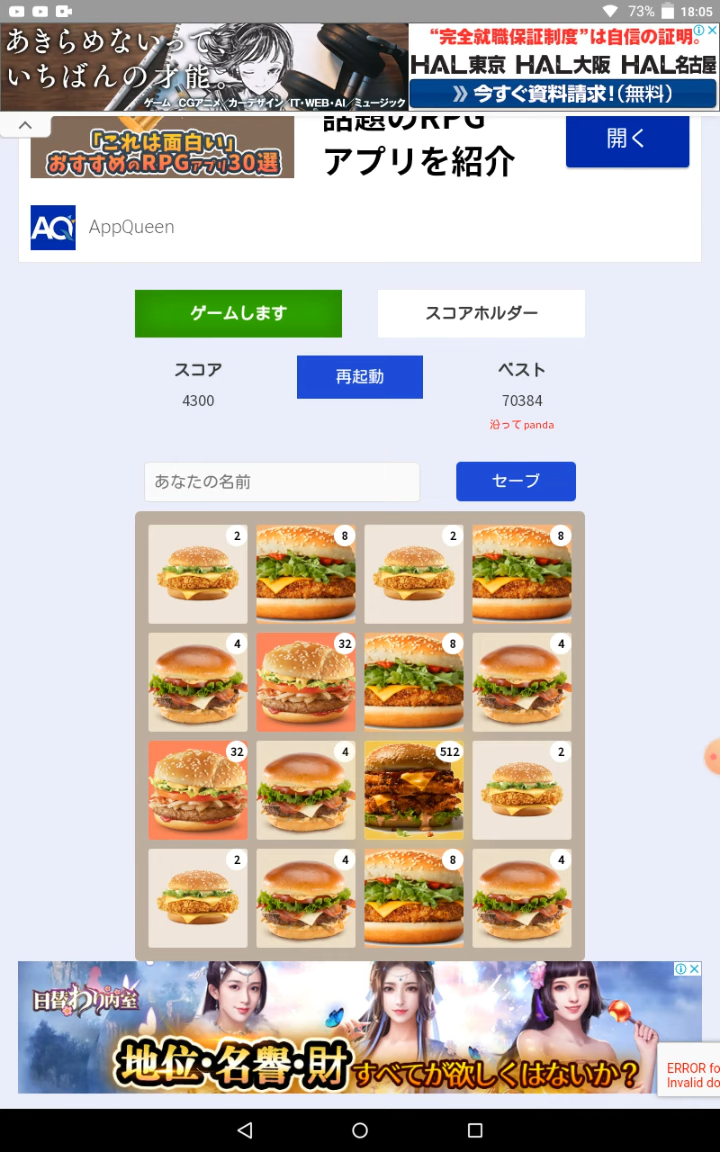 73% 18:05
あきらめないって、
いちばんの才能。
ゲーム CGアニメ/カーデザイン IT・WEB・AI/ミュージック
“完全就職保証制度”は自信の証明。
HAL東京 HAL大阪 HAL名古屋
今すぐ資料請求!(無料)
「これは面白い」
おすすめのRPGアプリ30選
話題のRPG
アプリを紹介
開く
AQ AppQueen
ゲームします
スコアホルダー
スコア
再起動
ベスト
4300
70384
沿って panda
あなたの名前
セーブ
2 8 2 8
4 32 8 4
32 4 512 2
2 4 8 4
日替わり内室
地位・名誉・財すべてが欲しくはないか?
ERROR fo
Invalid do